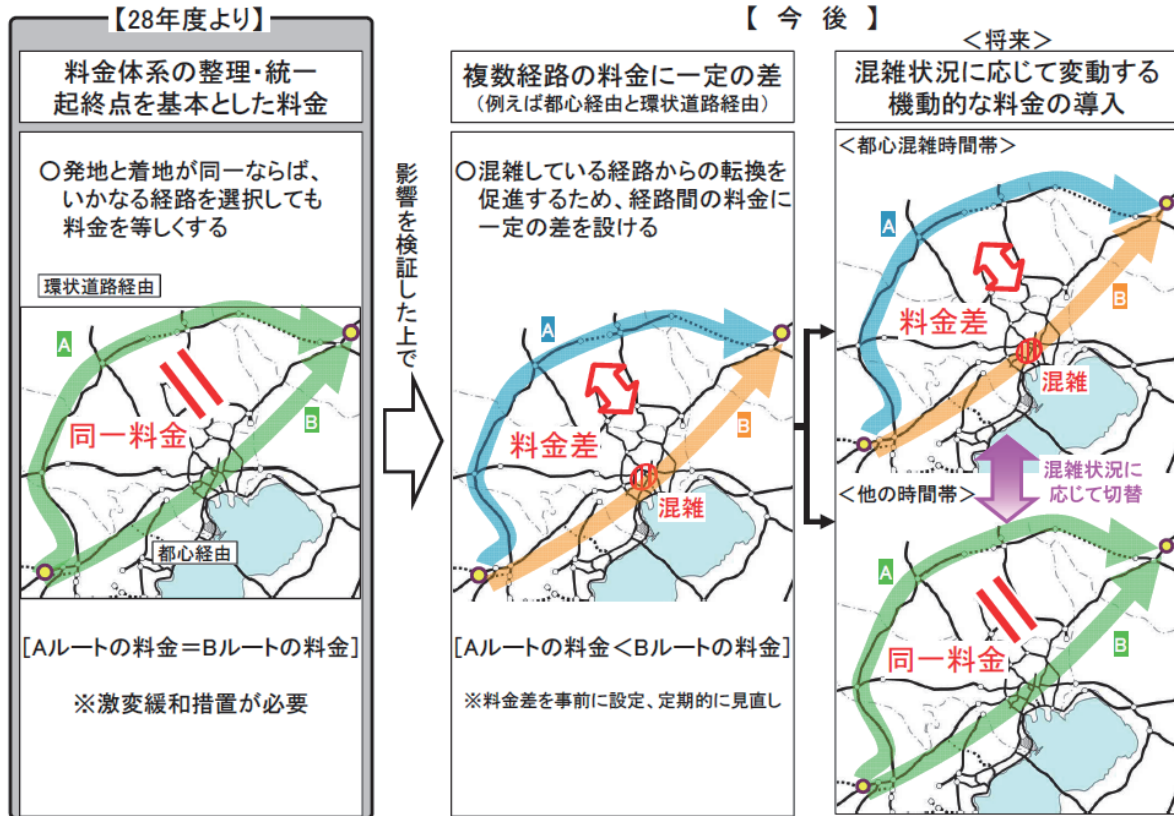 【28年度より】
料金体系の整理・統一
起終点を基本とした料金
○発地と着地が同一ならば、
いかなる経路を選択しても
料金を等しくする
環状道路経由
A
B
同一料金
都心経由
[Aルートの料金=Bルートの料金]
※激変緩和措置が必要
影響を検証した上で
【 今 後 】
複数経路の料金に一定の差
(例えば都心経由と環状道路経由)
○混雑している経路からの転換を
促進するため、経路間の料金に
一定の差を設ける
A
B
料金差
混雑
[Aルートの料金<Bルートの料金]
※料金差を事前に設定、定期的に見直し
<将来>
混雑状況に応じて変動する
機動的な料金の導入
<都心混雑時間帯>
A
B
料金差
混雑
混雑状況に
応じて切替
<他の時間帯>
A
B
同一料金